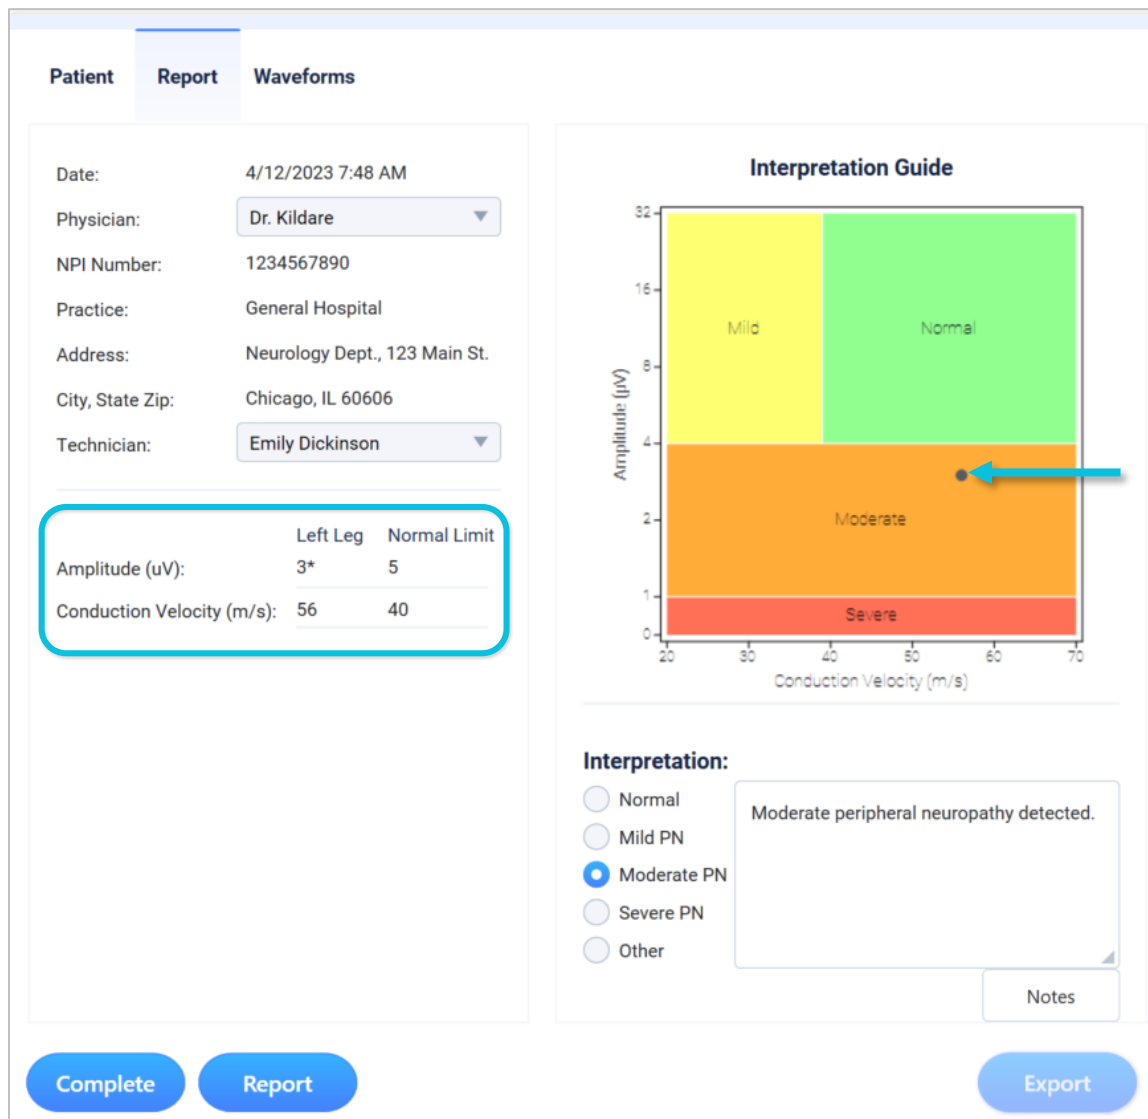 Patient Report Waveforms
Date: 4/12/2023 7:48 AM
Physician: Dr. Kildare
NPI Number: 1234567890
Practice: General Hospital
Address: Neurology Dept., 123 Main St.
City, State Zip: Chicago, IL 60606
Technician: Emily Dickinson
Left Leg Normal Limit
Amplitude (uV): 3* 5
Conduction Velocity (m/s): 56 40
Interpretation Guide
32
16
Mild Normal
8
Amplitude (µV)
4
2
Moderate
1
Severe
0
20 30 40 50 60 70
Conduction Velocity (m/s)
Interpretation:
Normal
Mild PN
Moderate PN
Severe PN
Other
Moderate peripheral neuropathy detected.
Notes
Complete Report Export